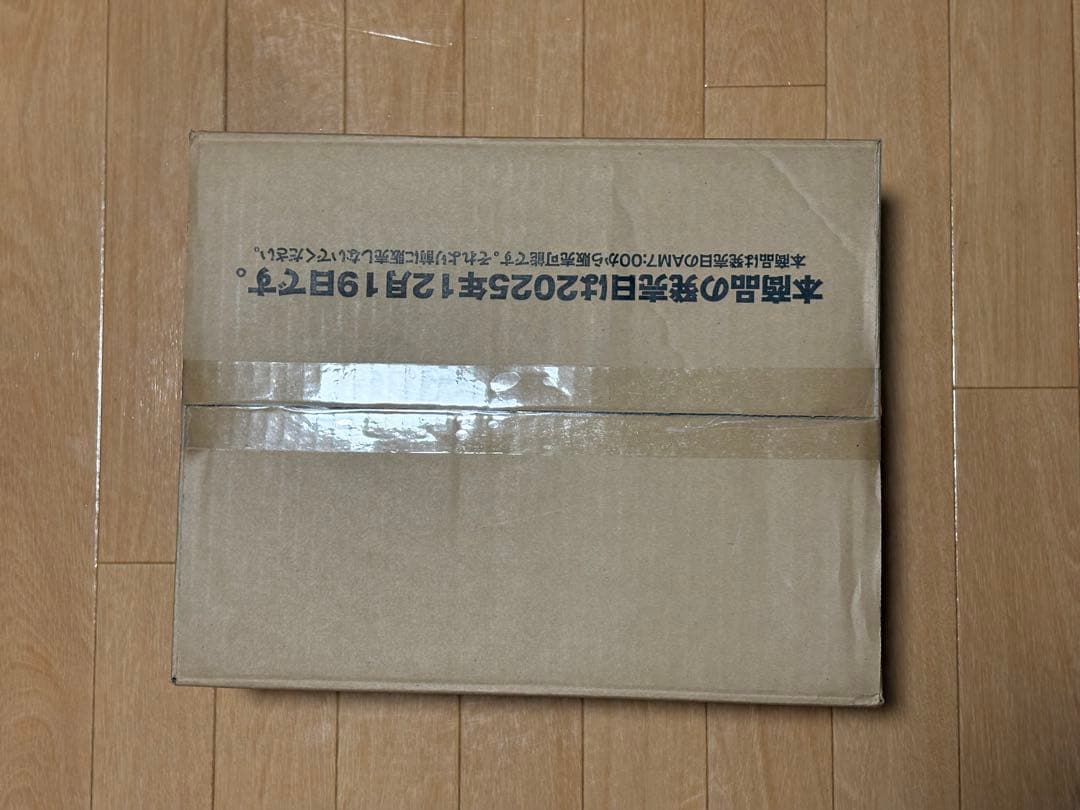 本商品の発売日は2025年12月19日です。
本商品は発売日のAM7:00から販売可能です。それより前に販売しないでください。